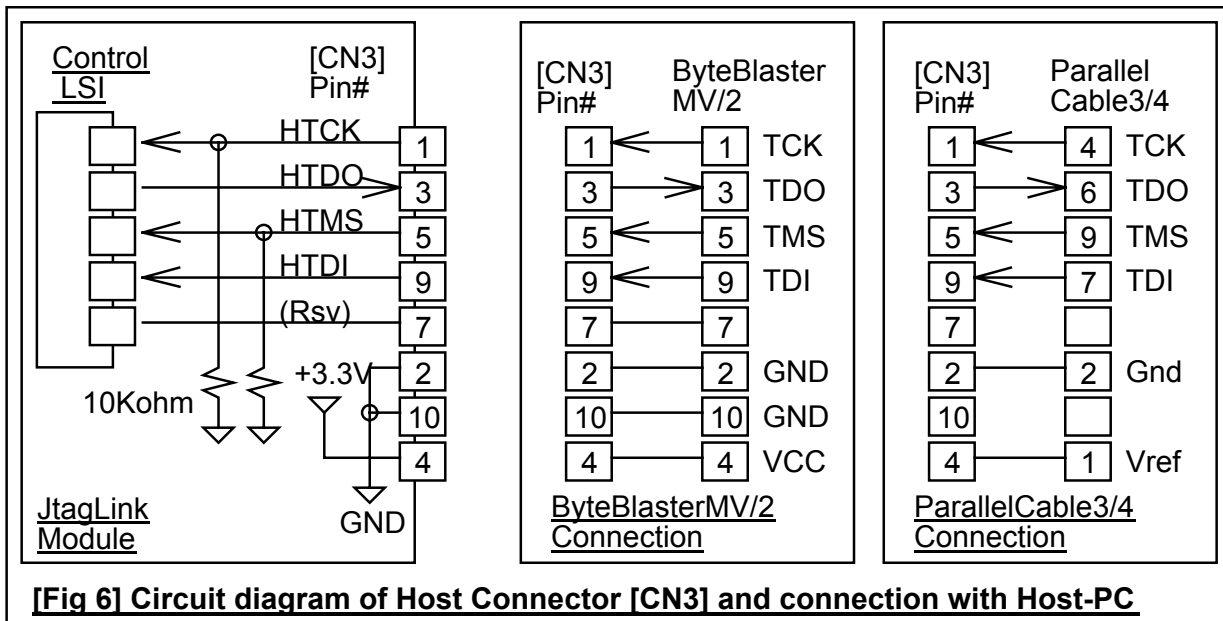 Control
LSI
[CN3]
Pin#
HTCK
1
HTDO
3
HTMS
5
HTDI
9
(Rsv)
7
+3.3V
2
10Kohm
10
4
GND
JtagLink
Module
[CN3]
Pin#
ByteBlaster
MV/2
1 1 TCK
3 3 TDO
5 5 TMS
9 9 TDI
7 7
2 2 GND
10 10 GND
4 4 VCC
ByteBlasterMV/2
Connection
[CN3]
Pin#
Parallel
Cable3/4
1 4 TCK
3 6 TDO
5 9 TMS
9 7 TDI
7
2 2 Gnd
10
4 1 Vref
ParallelCable3/4
Connection
[Fig 6] Circuit diagram of Host Connector [CN3] and connection with Host-PC